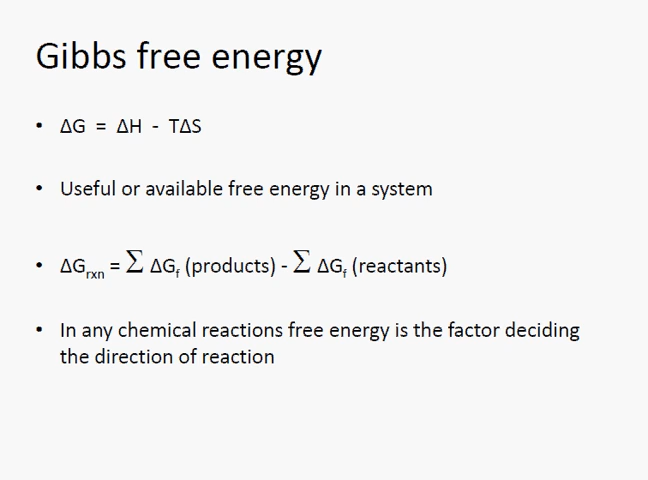 Gibbs free energy
• ΔG = ΔH - TΔS
• Useful or available free energy in a system
• ΔGrxn = ∑ ΔGf (products) - ∑ ΔGf (reactants)
• In any chemical reactions free energy is the factor deciding
the direction of reaction